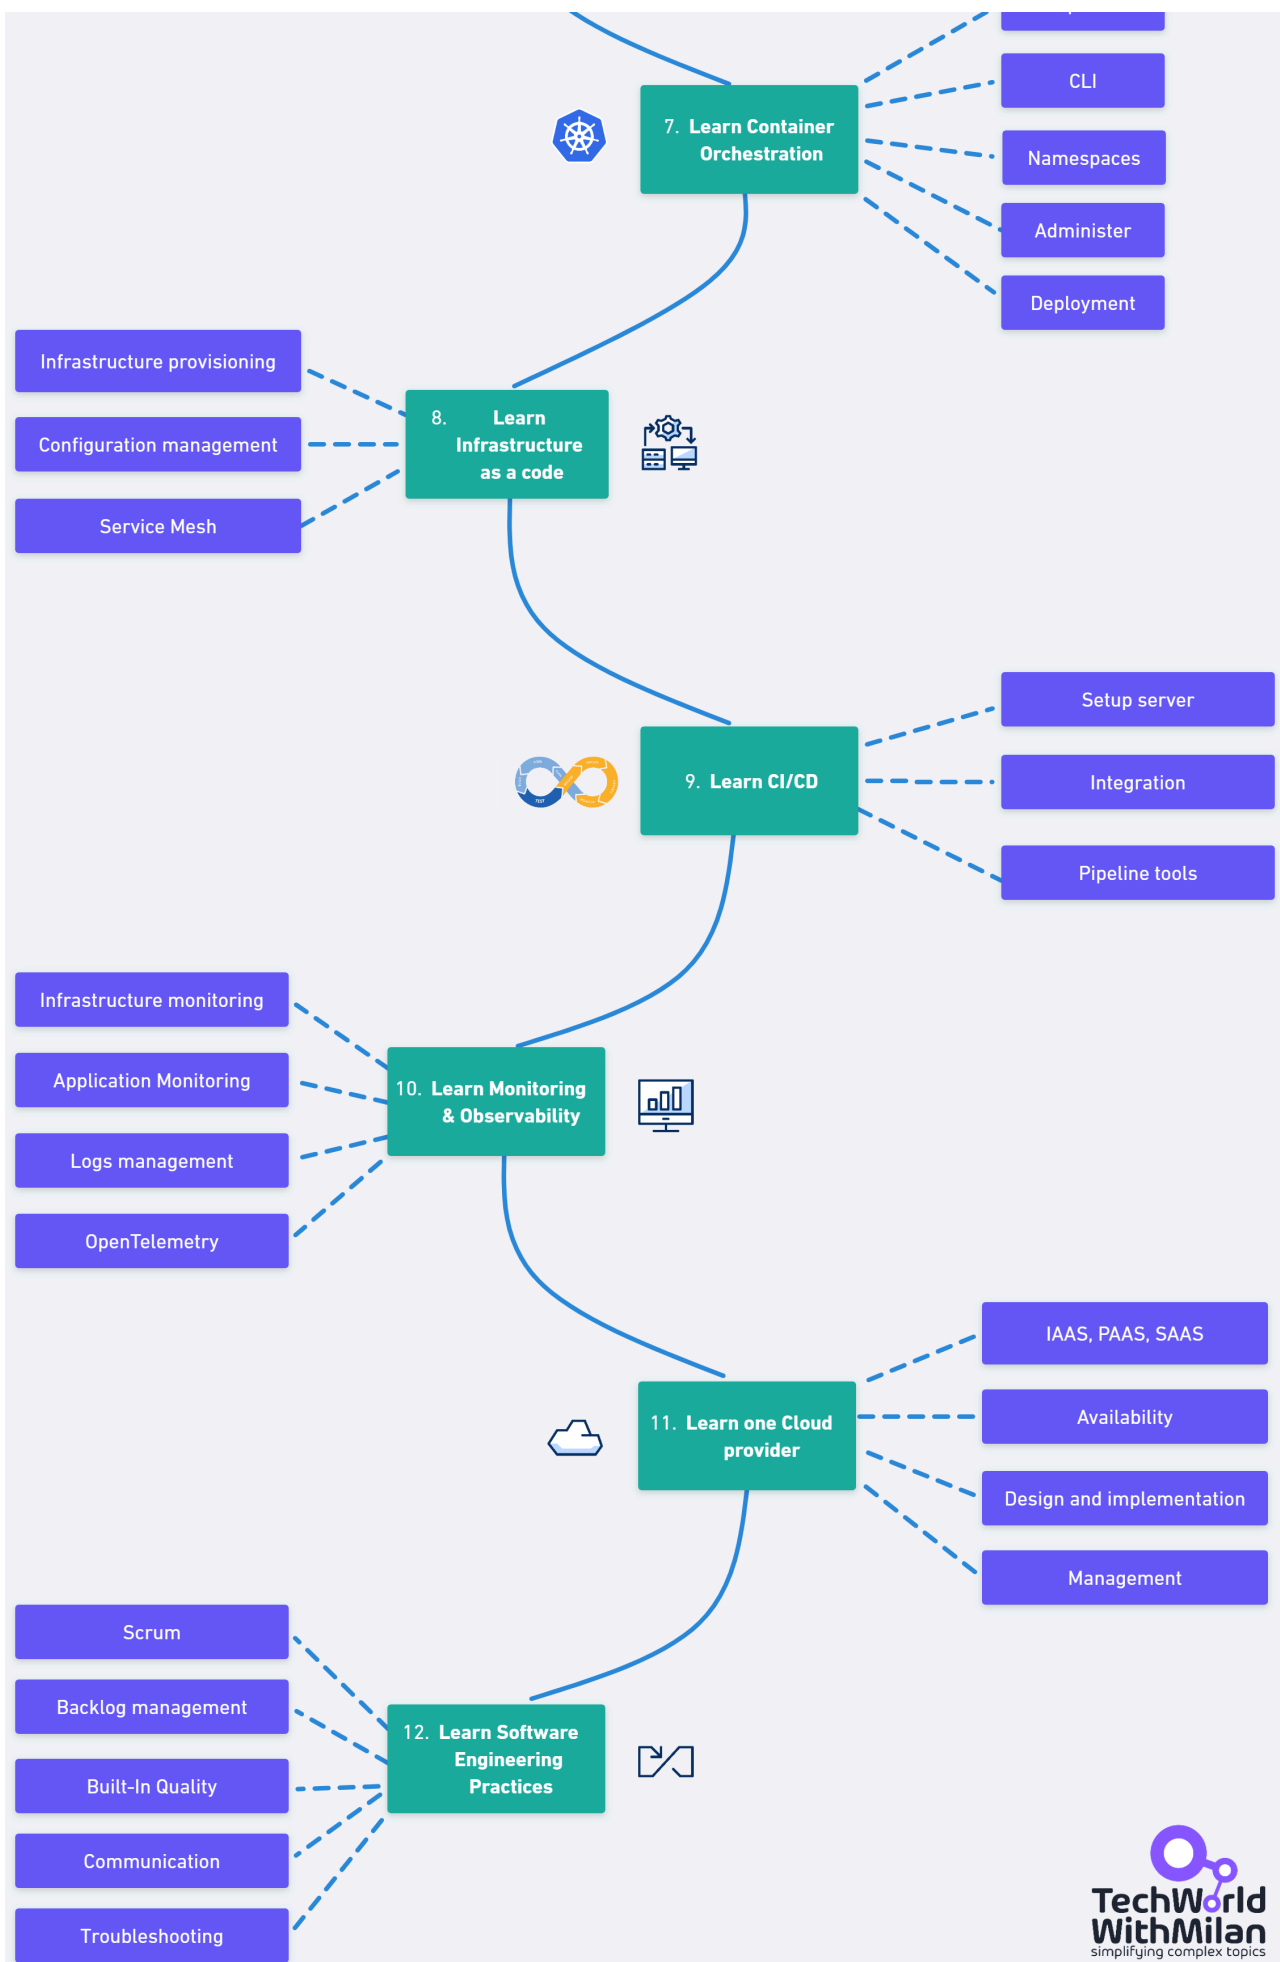 CLI
7. Learn Container
Orchestration
Namespaces
Administer
Deployment
Infrastructure provisioning
Configuration management
Service Mesh
8. Learn
Infrastructure
as a code
Setup server
9. Learn CI/CD
Integration
Pipeline tools
TEST
Infrastructure monitoring
Application Monitoring
Logs management
OpenTelemetry
10. Learn Monitoring
& Observability
IAAS, PAAS, SAAS
11. Learn one Cloud
provider
Availability
Design and implementation
Management
Scrum
Backlog management
Built-In Quality
Communication
Troubleshooting
12. Learn Software
Engineering
Practices
TechWorld
WithMilan
simplifying complex topics